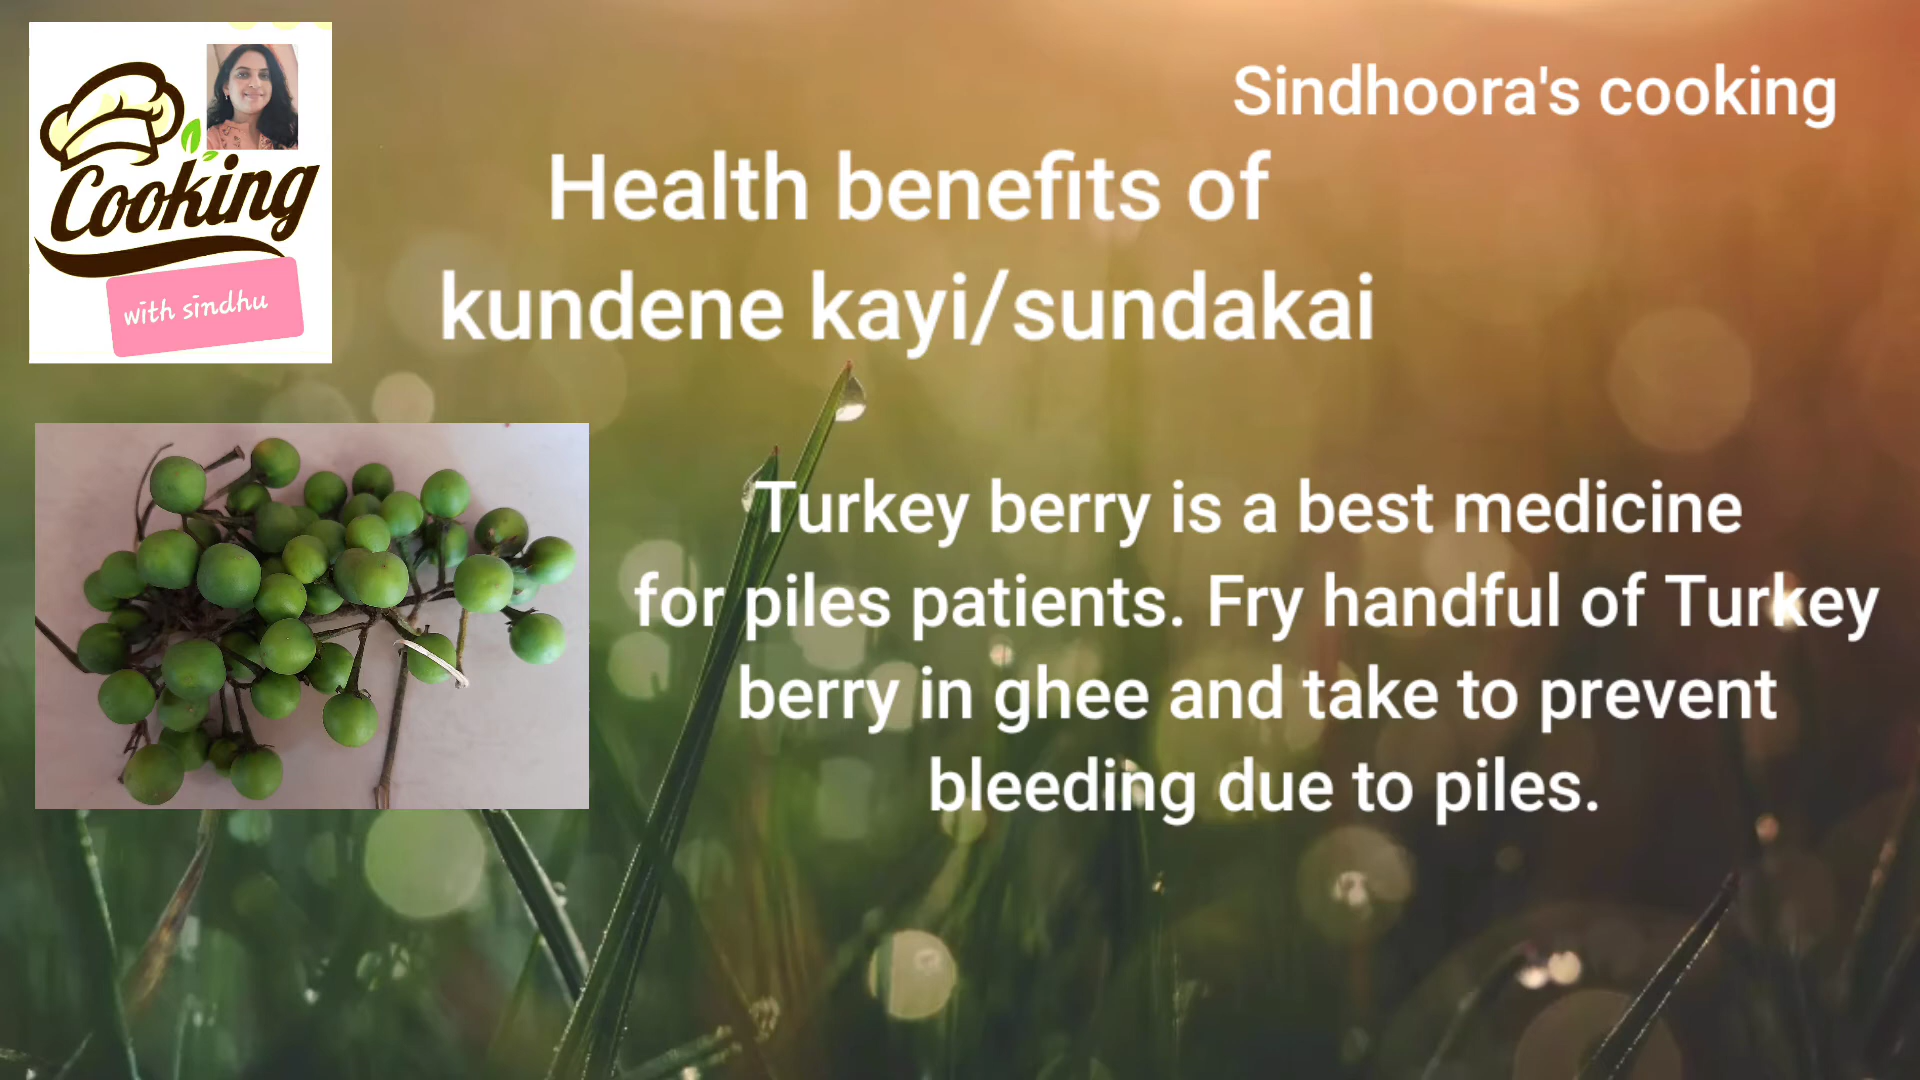 Cooking
with sindhu
Sindhoora's cooking
Health benefits of
kundene kayi/sundakai
Turkey berry is a best medicine
for piles patients. Fry handful of Turkey
berry in ghee and take to prevent
bleeding due to piles.